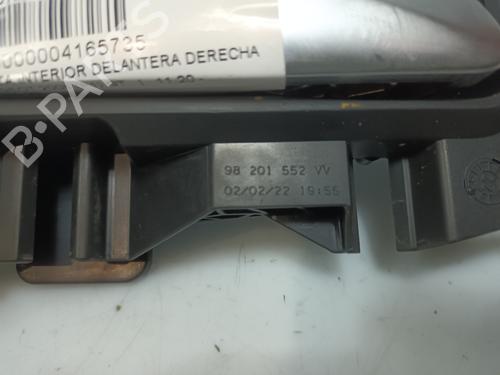 000004165735
INTERIOR DELANTERA DERECHA
B-PARTS
98 201 552 VV
02/02/22 19:55